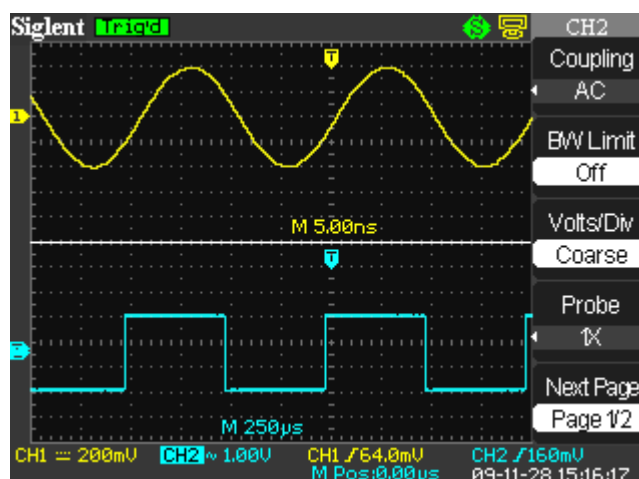 Siglent Trig'd CH2
T
Coupling
AC
1
BW Limit
Off
M 5.00ns
Volts/Div
Coarse
T
Probe
1X
Next Page
Page 1/2
M 250µs
CH1 200mV CH2 ~ 1.00V CH1 64.0mV CH2 160mV
M Pos:0.00µs 09-11-28 15:16:17